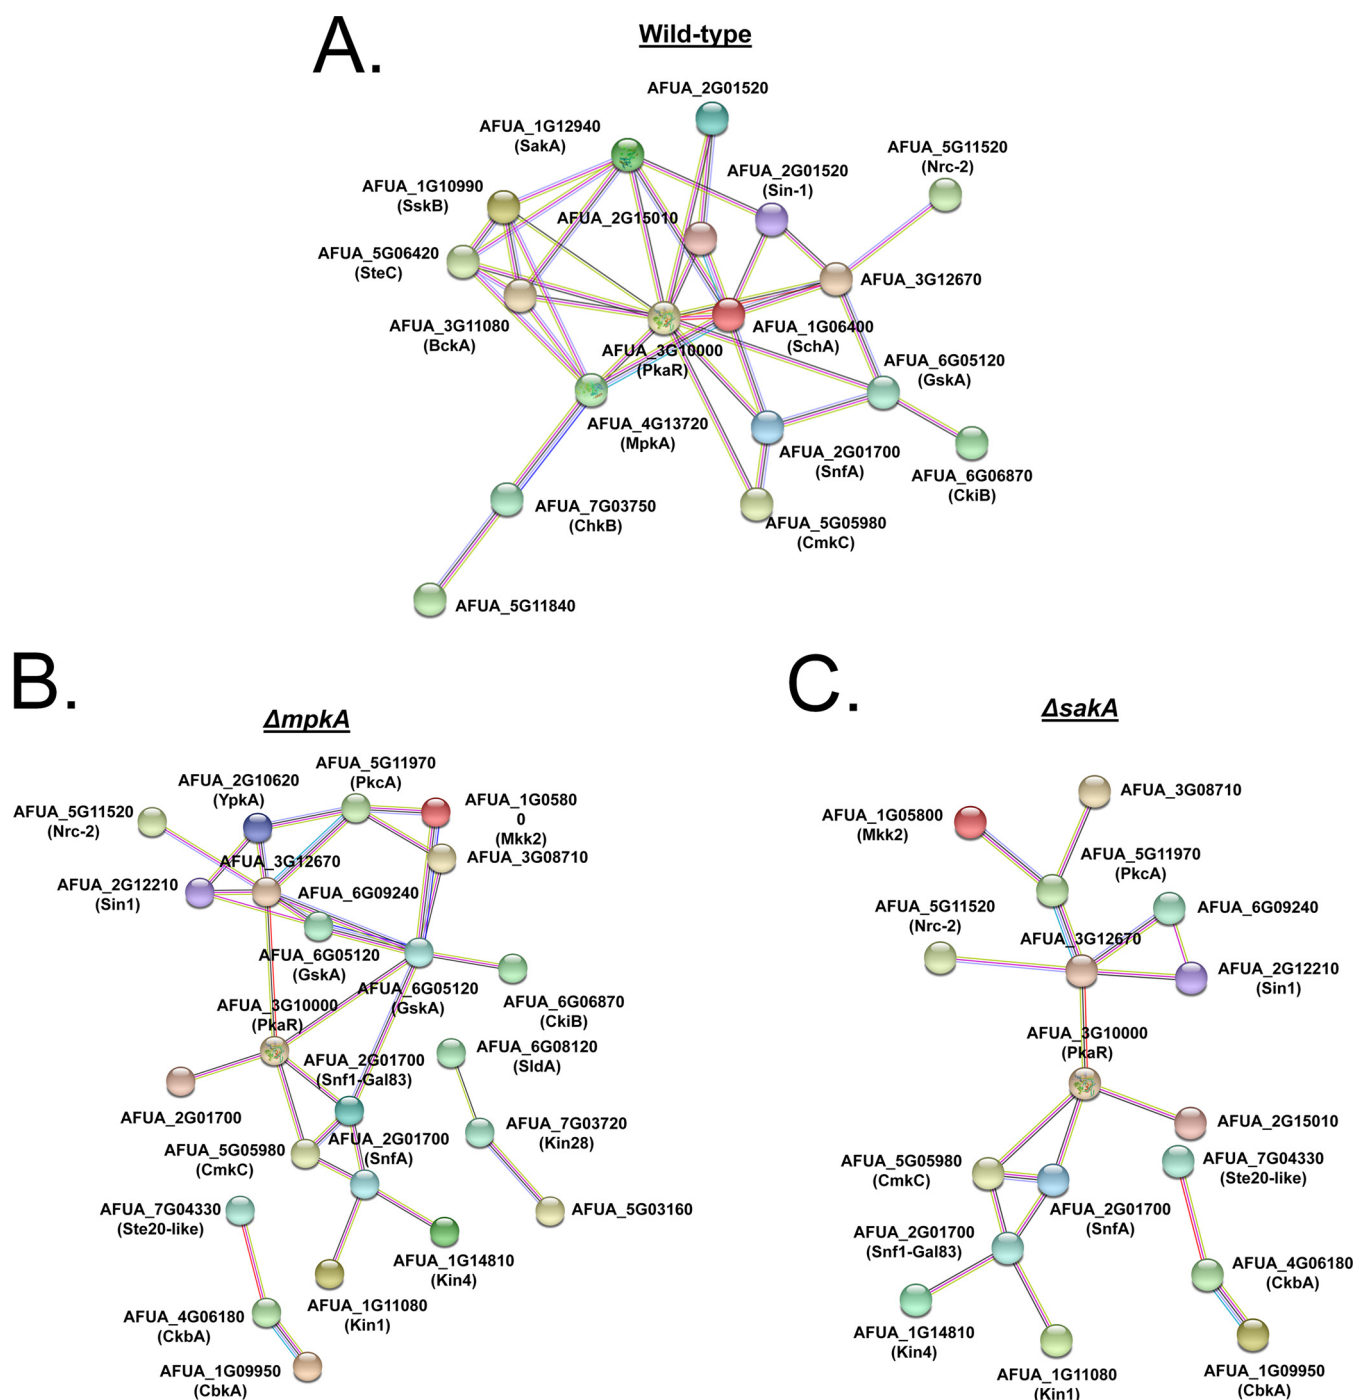 A.
Wild-type
AFUA_2G01520
AFUA_1G12940
(SakA)
AFUA_5G11520
(Nrc-2)
AFUA_2G01520
(Sin-1)
AFUA_1G10990
(SskB)
AFUA_2G15010
AFUA_5G06420
(SteC)
AFUA_3G12670
AFUA_3G11080
(BckA)
AFUA_1G06400
(SchA)
AFUA_3G10000
(PkaR)
AFUA_6G05120
(GskA)
AFUA_4G13720
(MpkA)
AFUA_2G01700
(SnfA)
AFUA_6G06870
(CkiB)
AFUA_7G03750
(ChkB)
AFUA_5G05980
(CmkC)
AFUA_5G11840
B.
ΔmpkA
AFUA_5G11970
(PkcA)
AFUA_2G10620
(YpkA)
AFUA_1G0580
0
(Mkk2)
AFUA_5G11520
(Nrc-2)
AFUA_3G12670
AFUA_3G08710
AFUA_2G12210
(Sin1)
AFUA_6G09240
AFUA_6G05120
(GskA)
AFUA_6G05120
(GskA)
AFUA_6G06870
(CkiB)
AFUA_3G10000
(PkaR)
AFUA_6G08120
(SldA)
AFUA_2G01700
(Snf1-Gal83)
AFUA_2G01700
AFUA_7G03720
(Kin28)
AFUA_5G05980
(CmkC)
AFUA_2G01700
(SnfA)
AFUA_7G04330
(Ste20-like)
AFUA_5G03160
AFUA_1G14810
(Kin4)
AFUA_1G11080
(Kin1)
AFUA_4G06180
(CkbA)
AFUA_1G09950
(CbkA)
C.
ΔsakA
AFUA_3G08710
AFUA_1G05800
(Mkk2)
AFUA_5G11970
(PkcA)
AFUA_5G11520
(Nrc-2)
AFUA_6G09240
AFUA_3G12670
AFUA_2G12210
(Sin1)
AFUA_3G10000
(PkaR)
AFUA_2G15010
AFUA_5G05980
(CmkC)
AFUA_7G04330
(Ste20-like)
AFUA_2G01700
(SnfA)
AFUA_2G01700
(Snf1-Gal83)
AFUA_4G06180
(CkbA)
AFUA_1G14810
(Kin4)
AFUA_1G11080
(Kin1)
AFUA_1G09950
(CbkA)